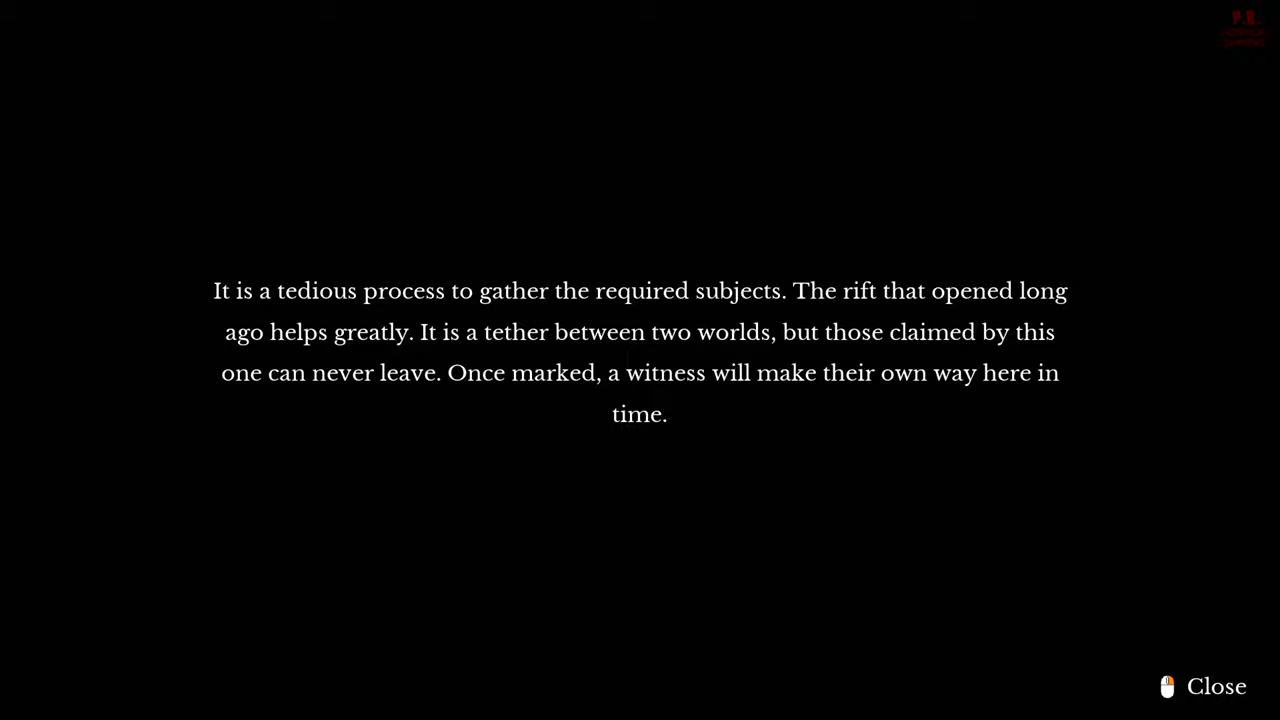 It is a tedious process to gather the required subjects. The rift that opened long
ago helps greatly. It is a tether between two worlds, but those claimed by this
one can never leave. Once marked, a witness will make their own way here in
time.
Close